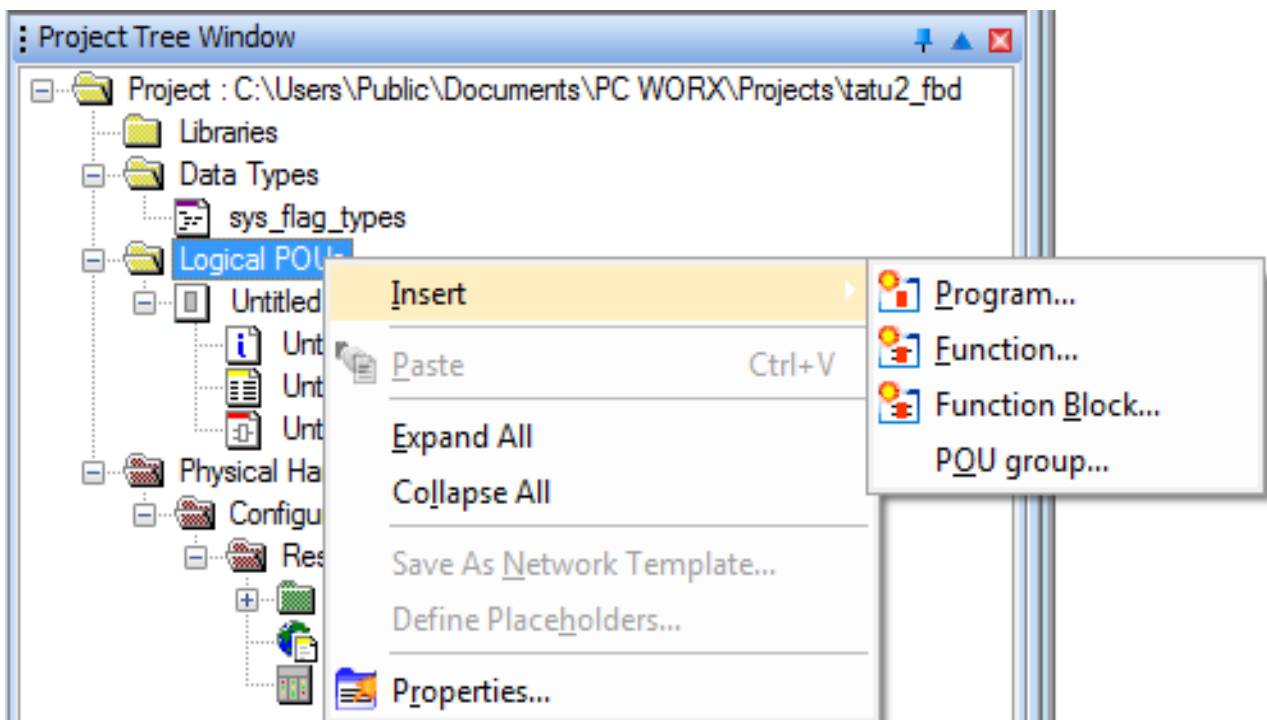 Project Tree Window
Project : C:\Users\Public\Documents\PC WORX\Projects\tatu2_fbd
Libraries
Data Types
sys_flag_types
Logical POUs
Untitled
Unt
Unt
Unt
Physical Ha
Configu
Res
Insert
Paste Ctrl+V
Expand All
Collapse All
Save As Network Template...
Define Placeholders...
Properties...
Program...
Function...
Function Block...
POU group...